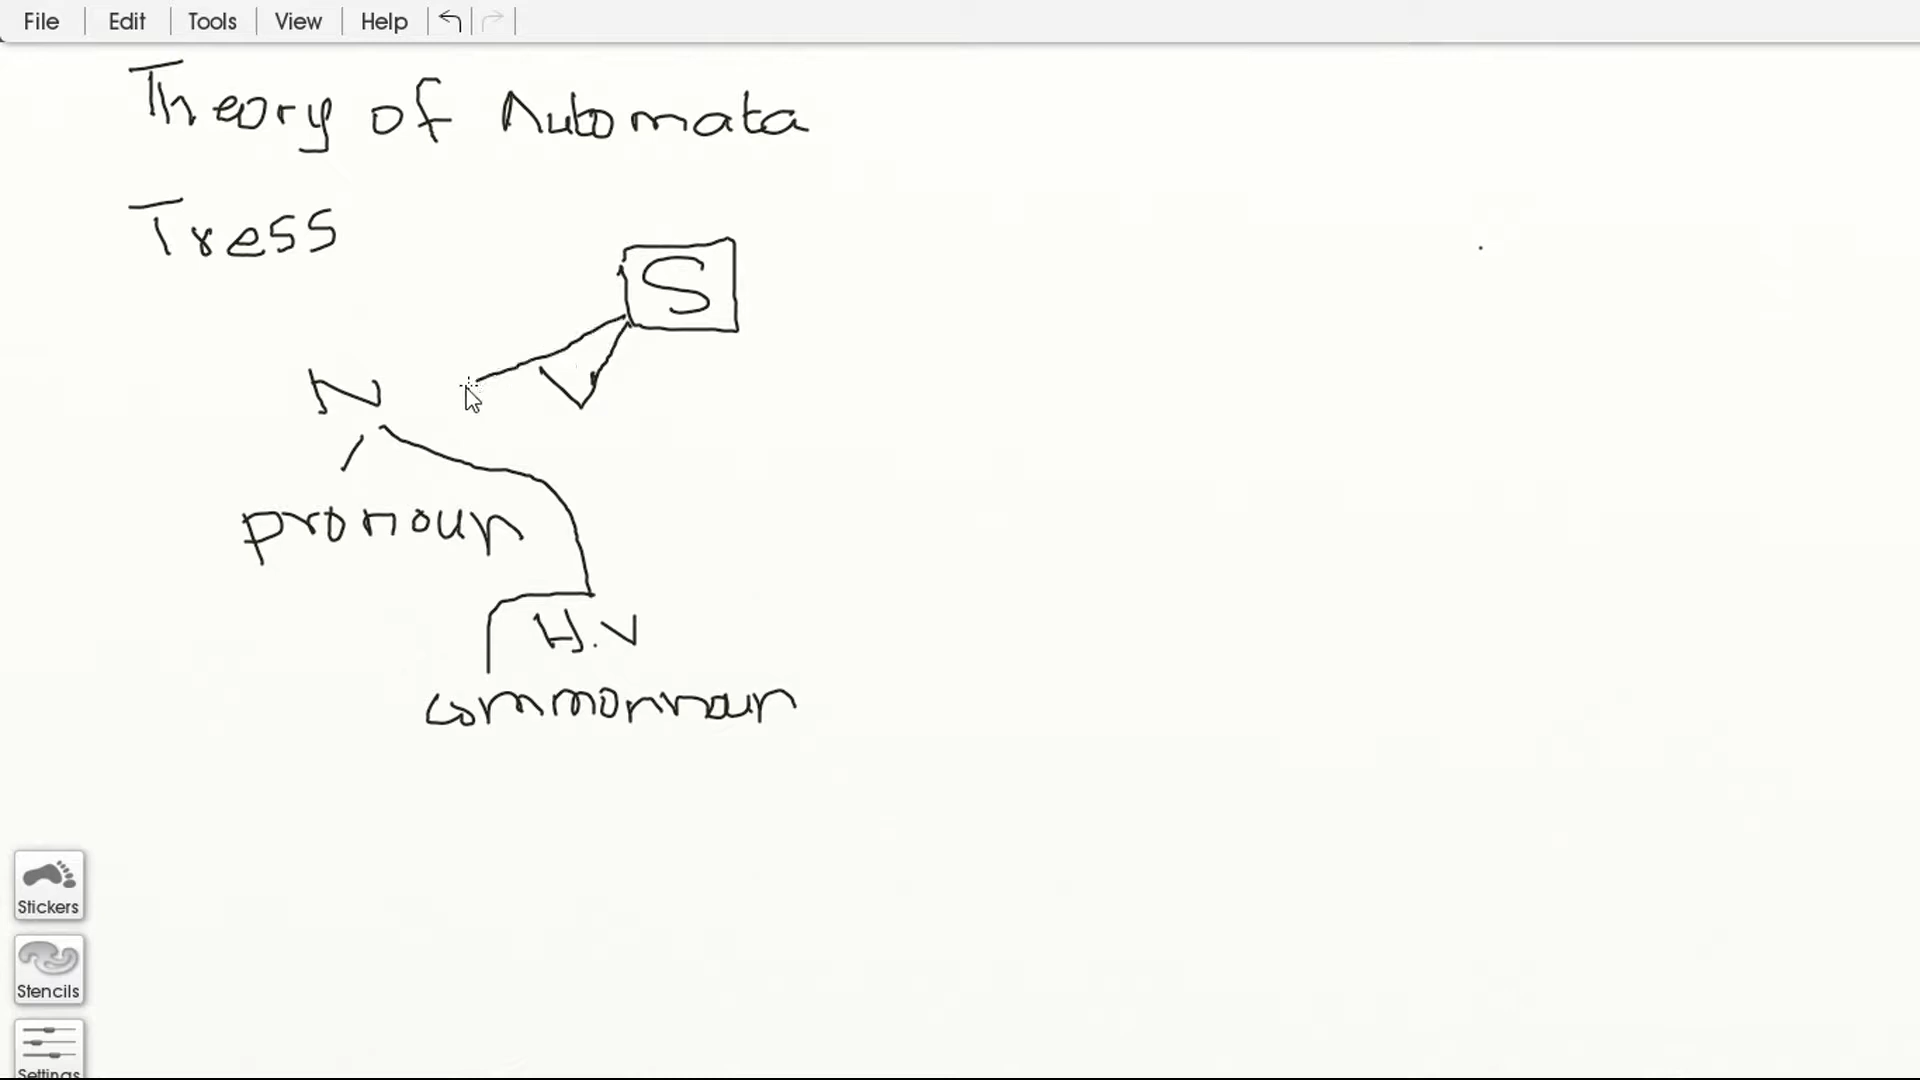 File Edit Tools View Help
Theory of Automata
Tress
S
N
pronoun
H.V
commonnoun
Stickers
Stencils
Settings